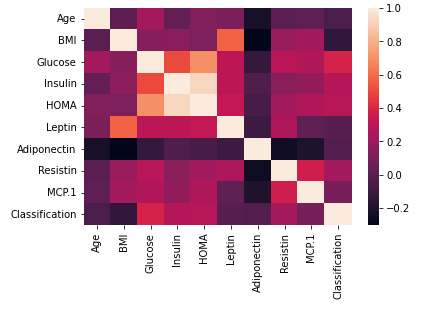 Age
BMI
Glucose
Insulin
HOMA
Leptin
Adiponectin
Resistin
MCP.1
Classification
Age
BMI
Glucose
Insulin
HOMA
Leptin
Adiponectin
Resistin
MCP.1
Classification
1.0
0.8
0.6
0.4
0.2
0.0
−0.2